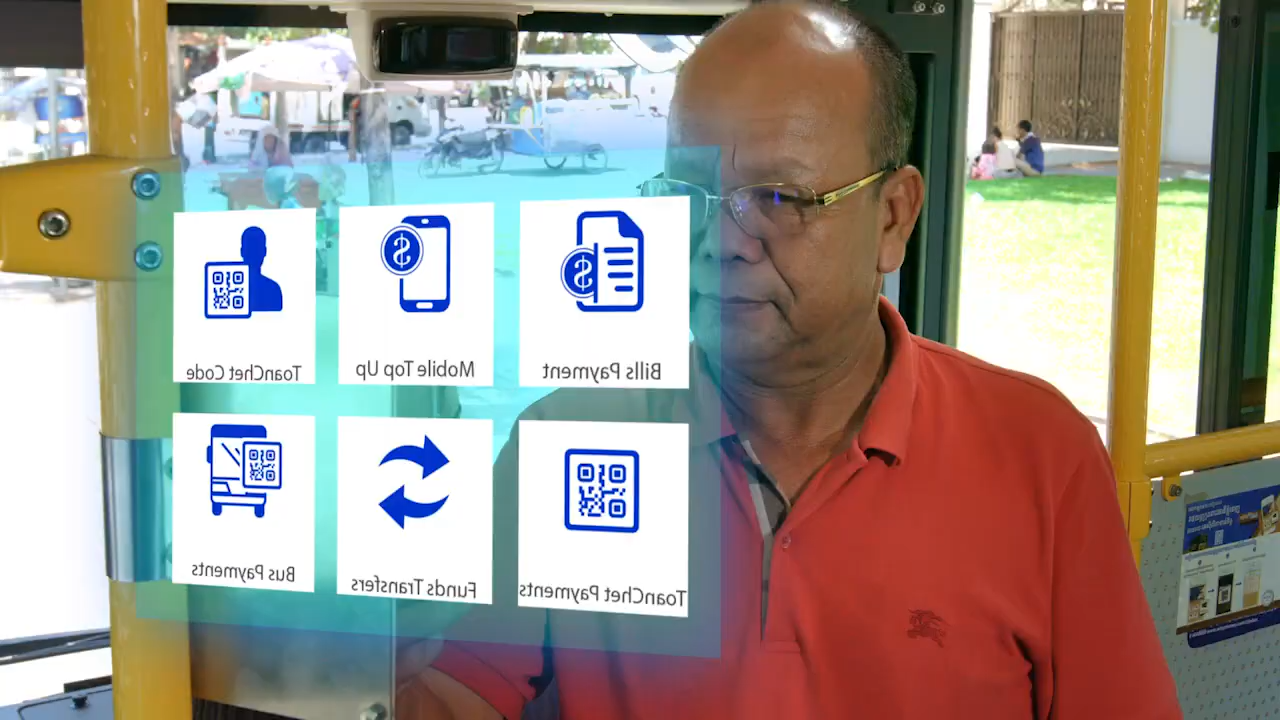 ToanChet Code
Mobile Top Up
Bills Payment
Bus Payments
Funds Transfers
ToanChet Payments